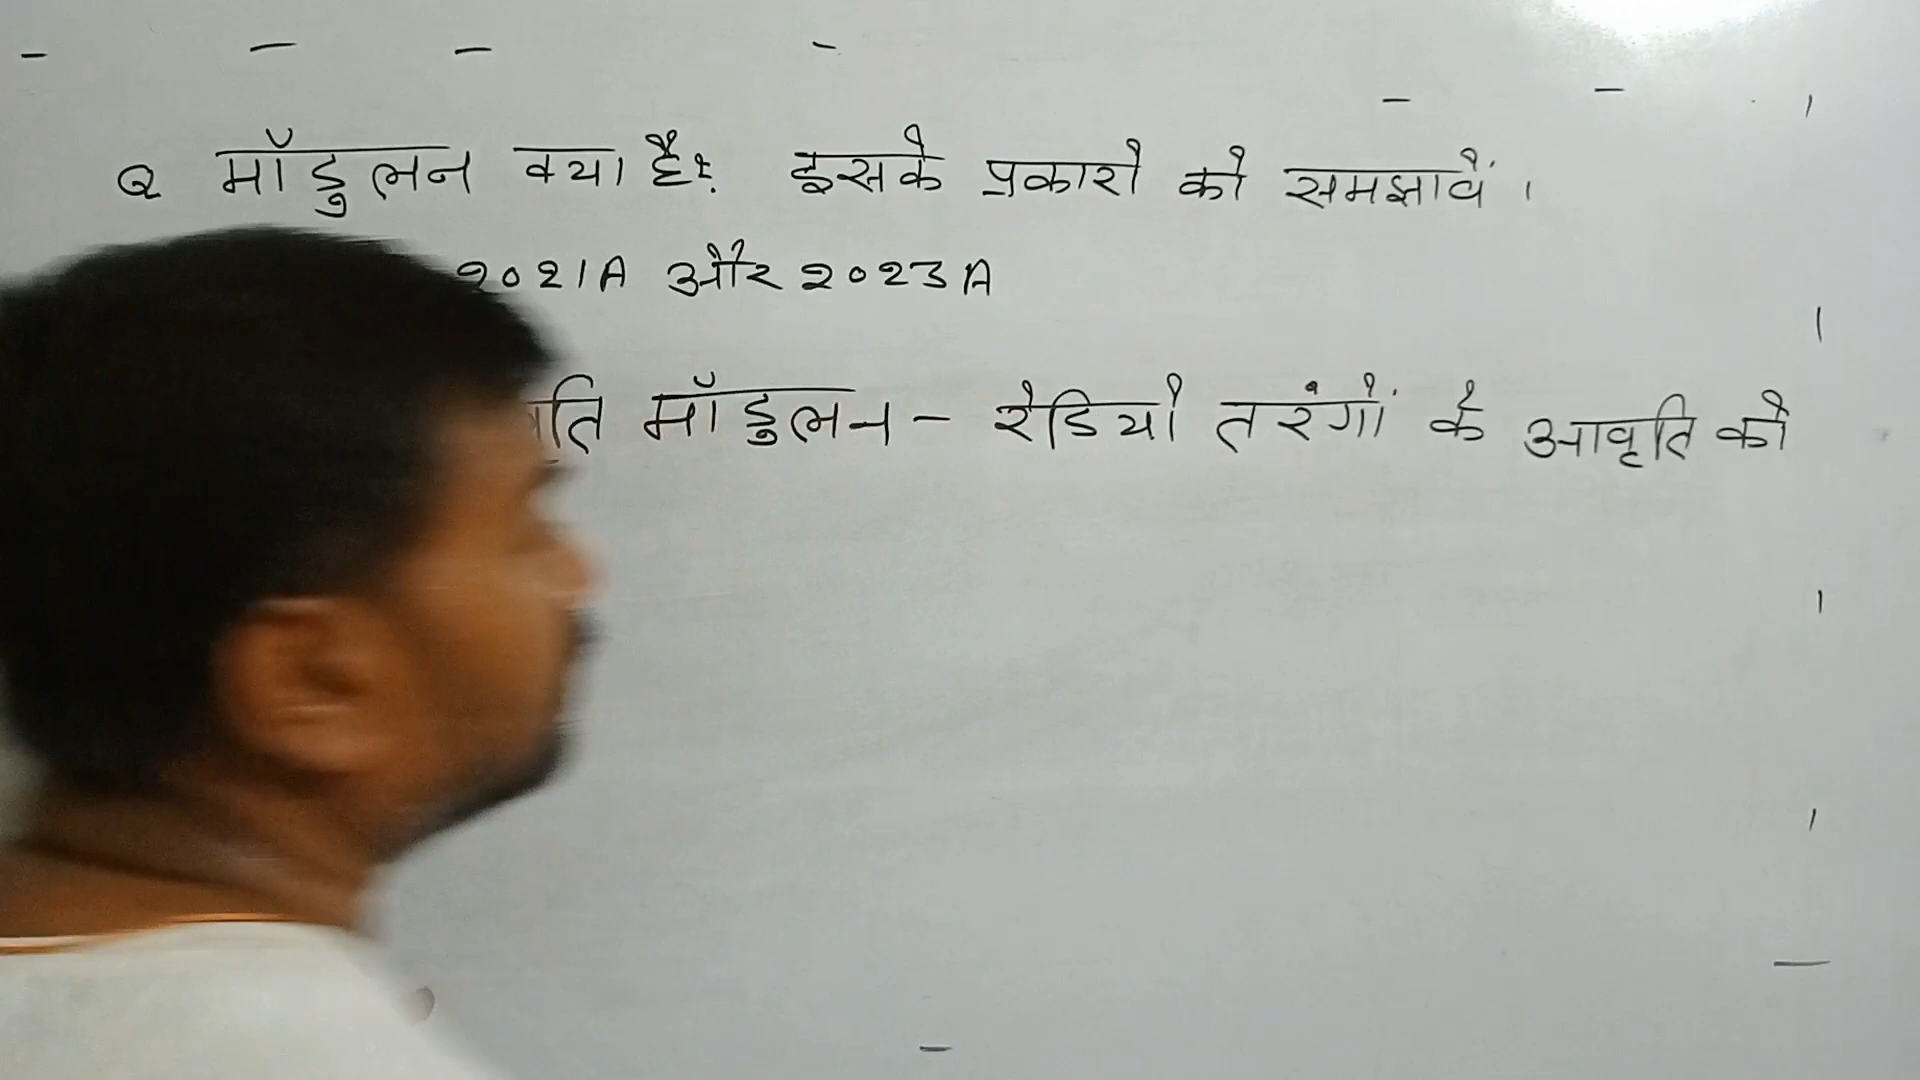 Q मॉडुलन क्या है? इसके प्रकारो को समझावें।
2021A और 2023A
मॉडुलन - रेडियो तरंगों के आवृति को